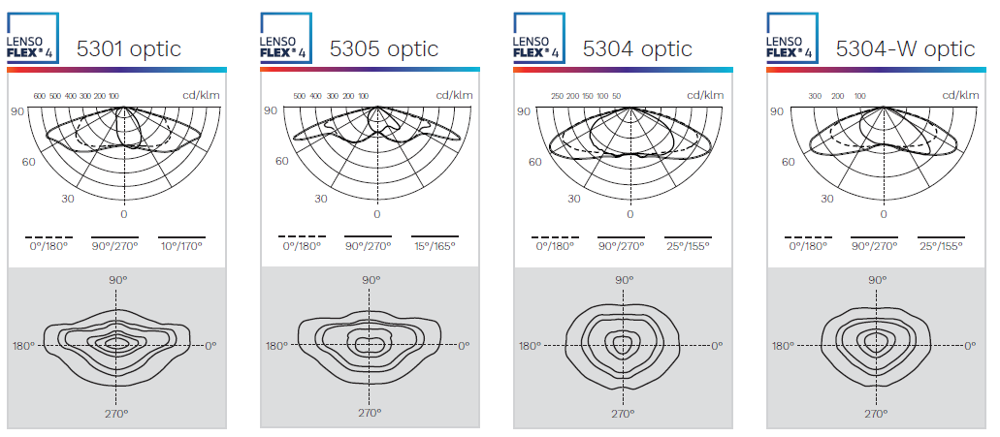 LENSO
FLEX® 4
5301 optic
600 500 400 300 200 100
cd/klm
90
60
30
0
0°/180°
90°/270°
10°/170°
90°
180°
0°
270°
LENSO
FLEX® 4
5305 optic
500 400 300 200 100
cd/klm
90
60
30
0
0°/180°
90°/270°
15°/165°
90°
180°
0°
270°
LENSO
FLEX® 4
5304 optic
250 200 150 100 50
cd/klm
90
60
30
0
0°/180°
90°/270°
25°/155°
90°
180°
0°
270°
LENSO
FLEX® 4
5304-W optic
300 200 100
cd/klm
90
60
30
0
0°/180°
90°/270°
25°/155°
90°
180°
0°
270°